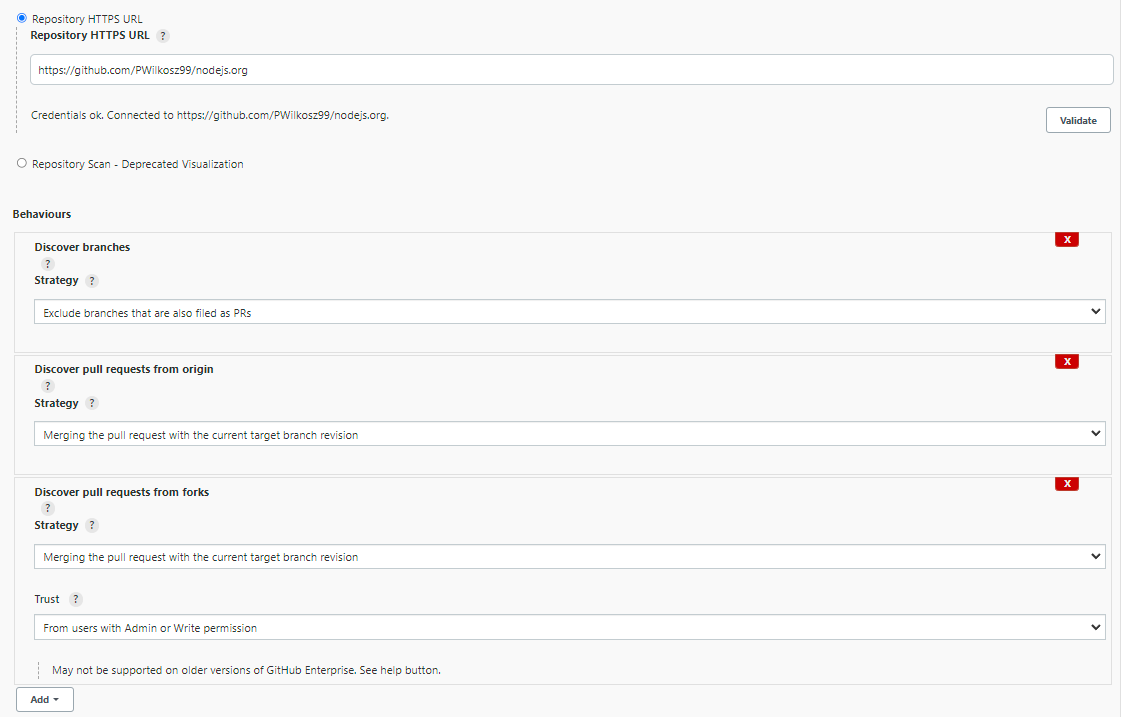 Repository HTTPS URL
Repository HTTPS URL ?
https://github.com/PWilkosz99/nodejs.org
Credentials ok. Connected to https://github.com/PWilkosz99/nodejs.org.
Validate
Repository Scan - Deprecated Visualization
Behaviours
X
Discover branches
?
Strategy ?
Exclude branches that are also filed as PRs
X
Discover pull requests from origin
?
Strategy ?
Merging the pull request with the current target branch revision
X
Discover pull requests from forks
?
Strategy ?
Merging the pull request with the current target branch revision
Trust ?
From users with Admin or Write permission
May not be supported on older versions of GitHub Enterprise. See help button.
Add